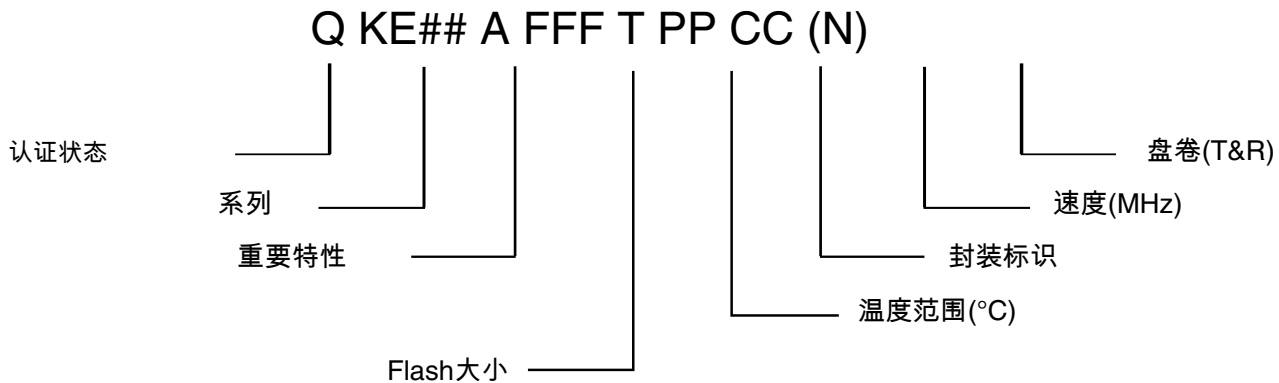 Q KE## A FFF T PP CC (N)
认证状态
盘卷(T&R)
系列
速度(MHz)
重要特性
封装标识
温度范围(°C)
Flash大小